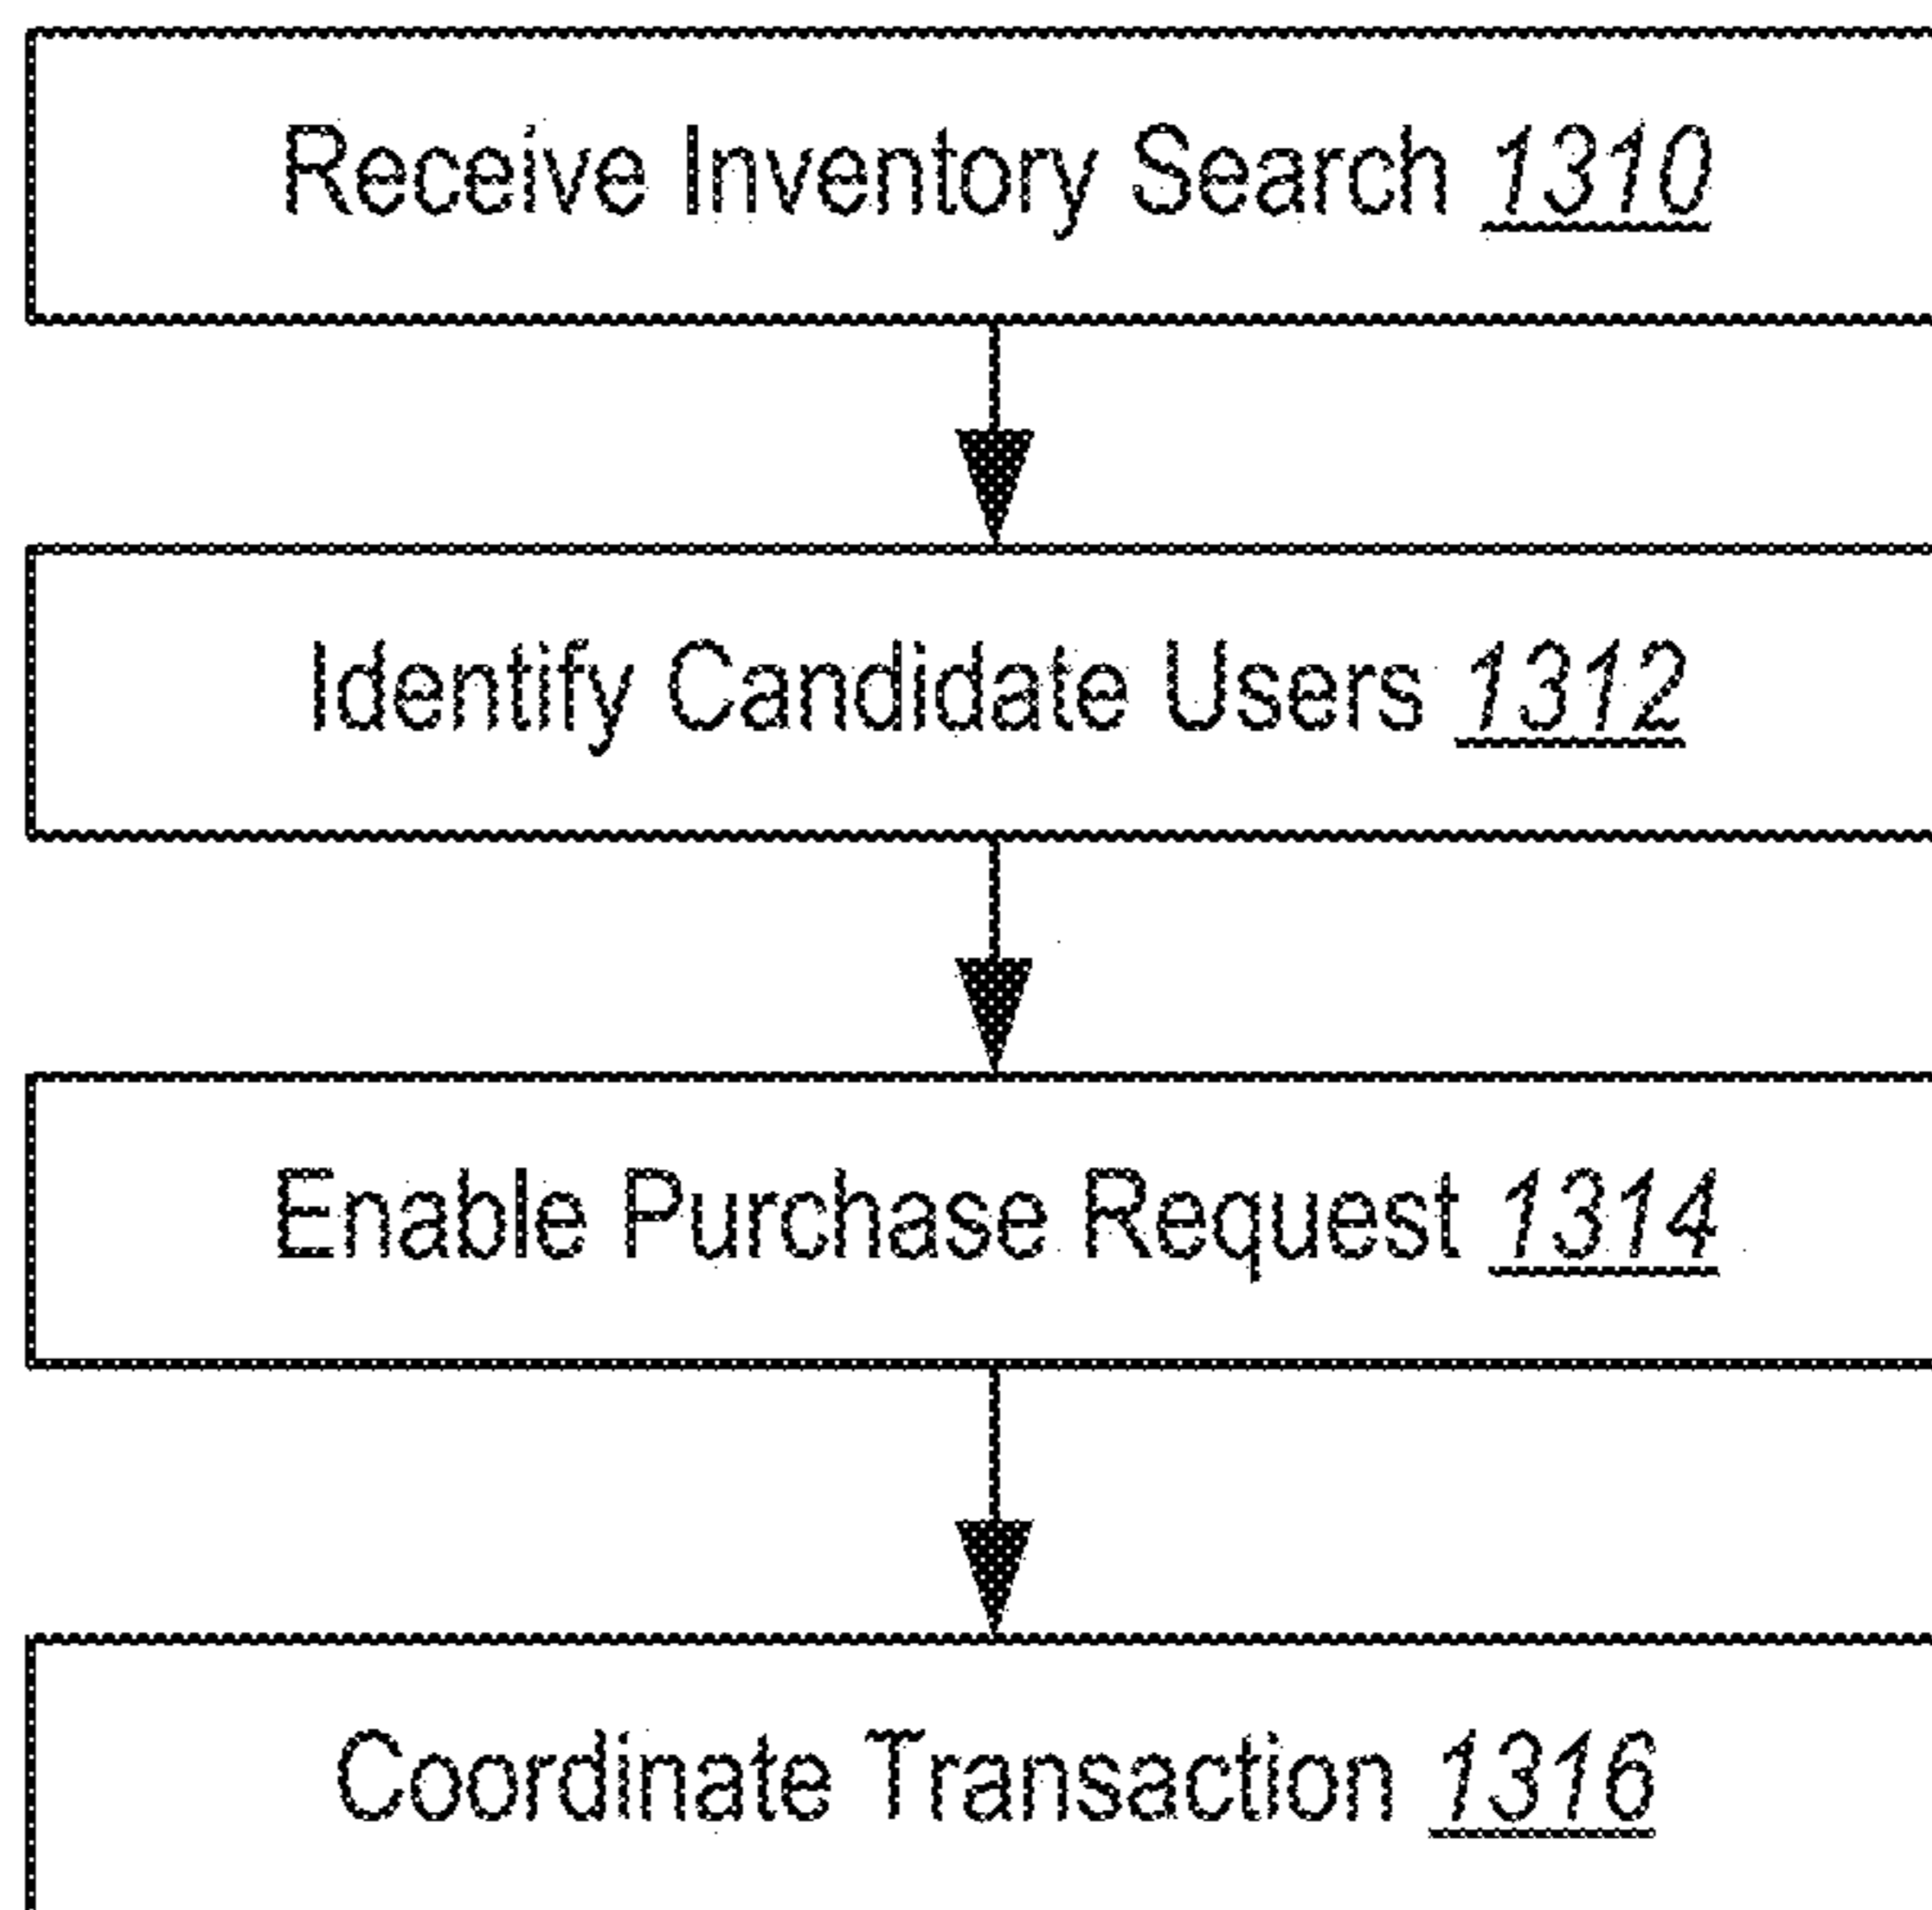 Receive Inventory Search 1310
Identify Candidate Users 1312
Enable Purchase Request 1314
Coordinate Transaction 1316